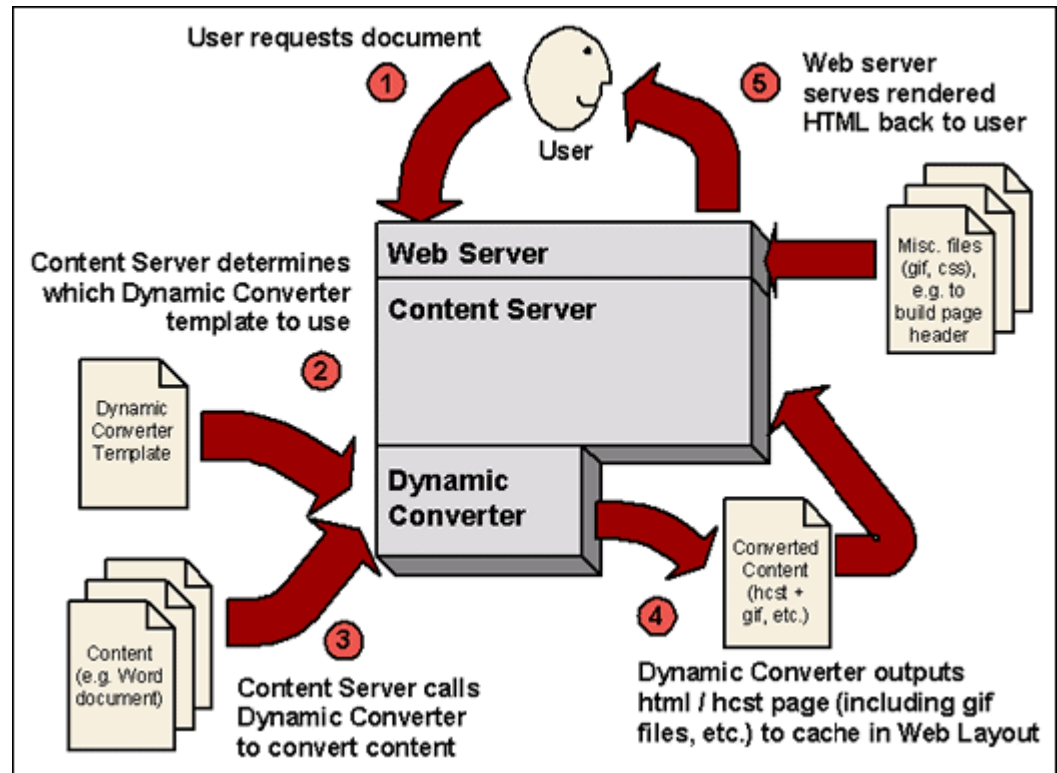 User requests document
1
User
5
Web server
serves rendered
HTML back to user
Web Server
Misc. files
(gif, css),
e.g. to
build page
header
Content Server determines
which Dynamic Converter
template to use
2
Content Server
Dynamic
Converter
Template
Dynamic
Converter
Content
(e.g. Word
document)
3
Content Server calls
Dynamic Converter
to convert content
Converted
Content
(hcst +
gif, etc.)
4
Dynamic Converter outputs
html / hcst page (including gif
files, etc.) to cache in Web Layout